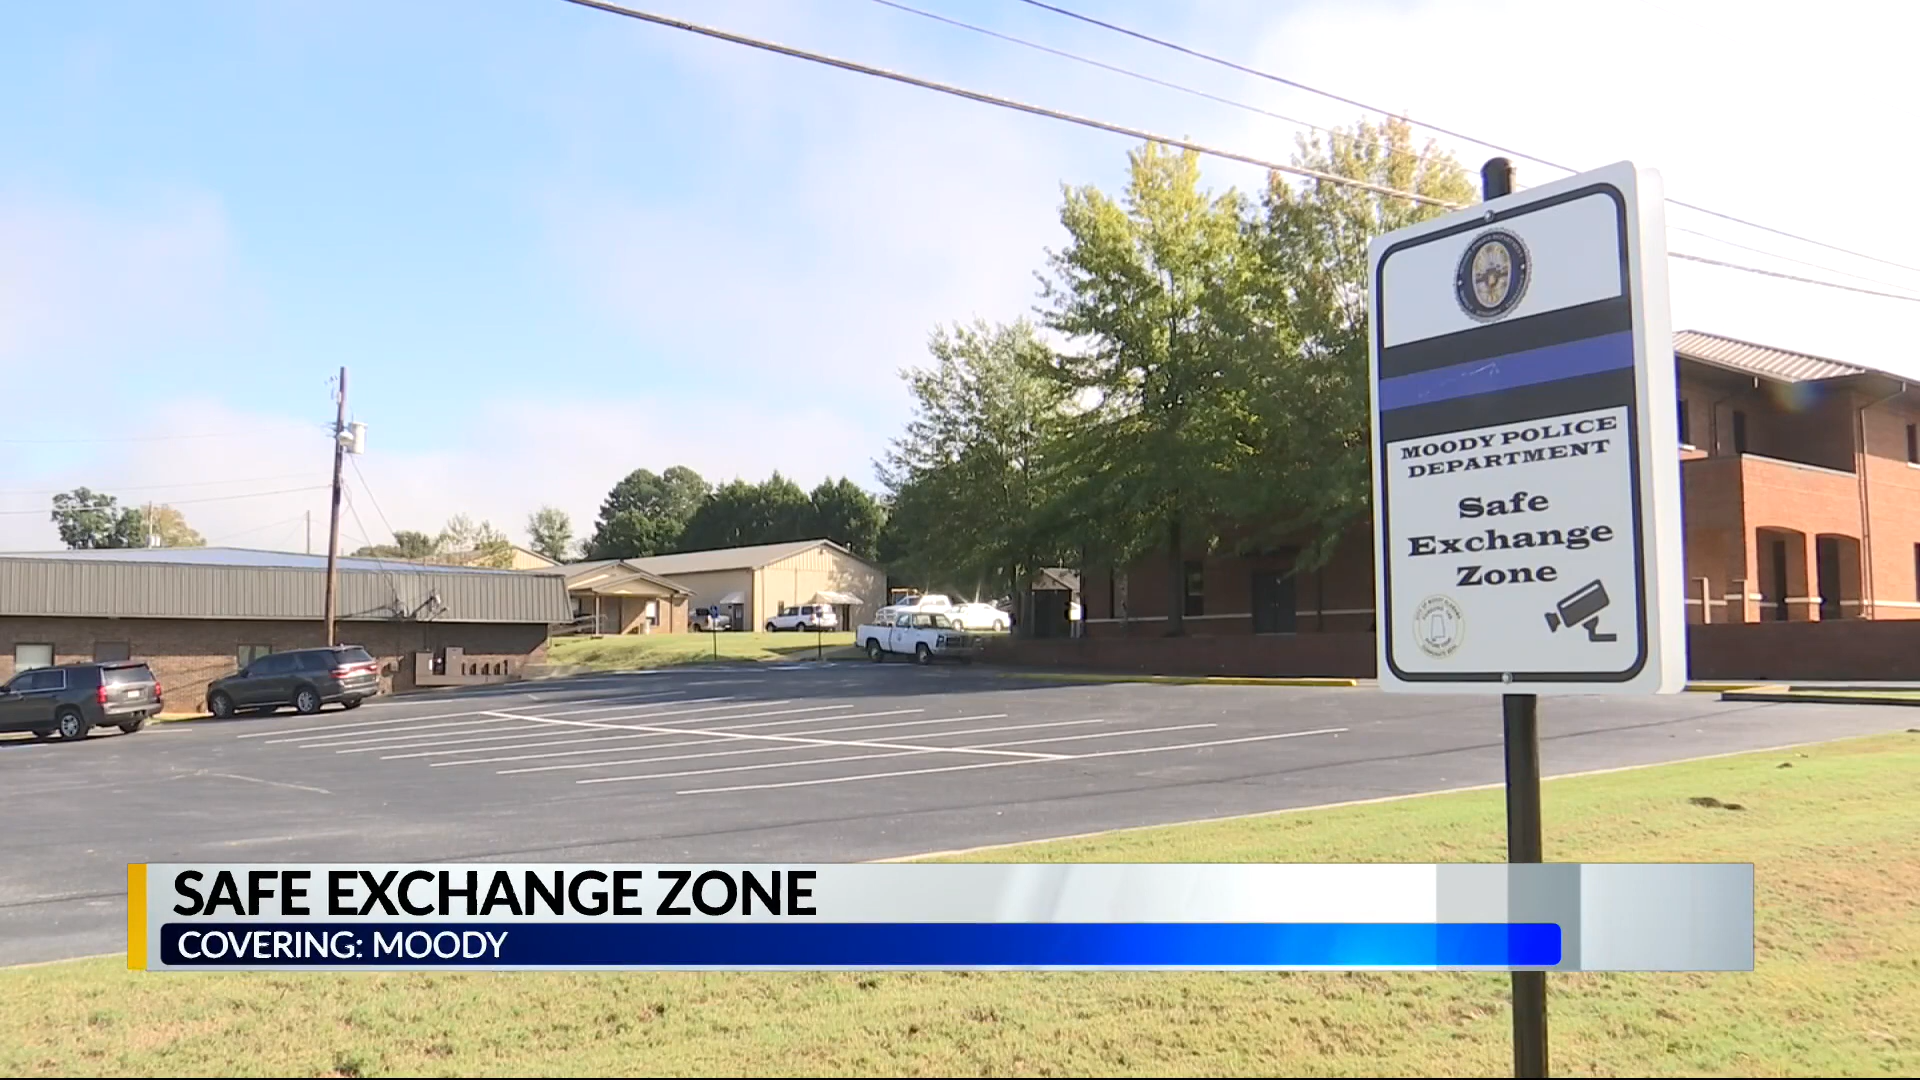 MOODY POLICE
DEPARTMENT
Safe
Exchange
Zone
SAFE EXCHANGE ZONE
COVERING: MOODY